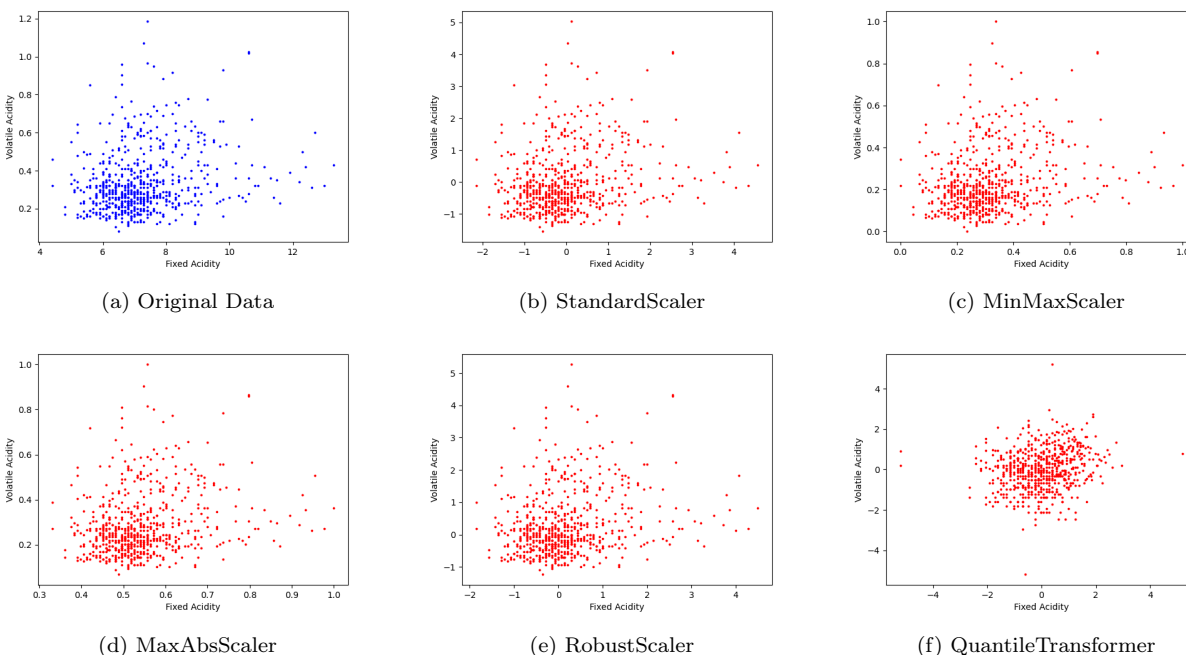 1.2
1.0
0.8
0.6
0.4
0.2
Volatile Acidity
4 6 8 10 12
Fixed Acidity
(a) Original Data
5
4
3
2
1
0
−1
Volatile Acidity
−2 −1 0 1 2 3 4
Fixed Acidity
(b) StandardScaler
1.0
0.8
0.6
0.4
0.2
0.0
Volatile Acidity
0.0 0.2 0.4 0.6 0.8 1.0
Fixed Acidity
(c) MinMaxScaler
1.0
0.8
0.6
0.4
0.2
Volatile Acidity
0.3 0.4 0.5 0.6 0.7 0.8 0.9 1.0
Fixed Acidity
(d) MaxAbsScaler
5
4
3
2
1
0
−1
Volatile Acidity
−2 −1 0 1 2 3 4
Fixed Acidity
(e) RobustScaler
4
2
0
−2
−4
Volatile Acidity
−4 −2 0 2 4
Fixed Acidity
(f) QuantileTransformer